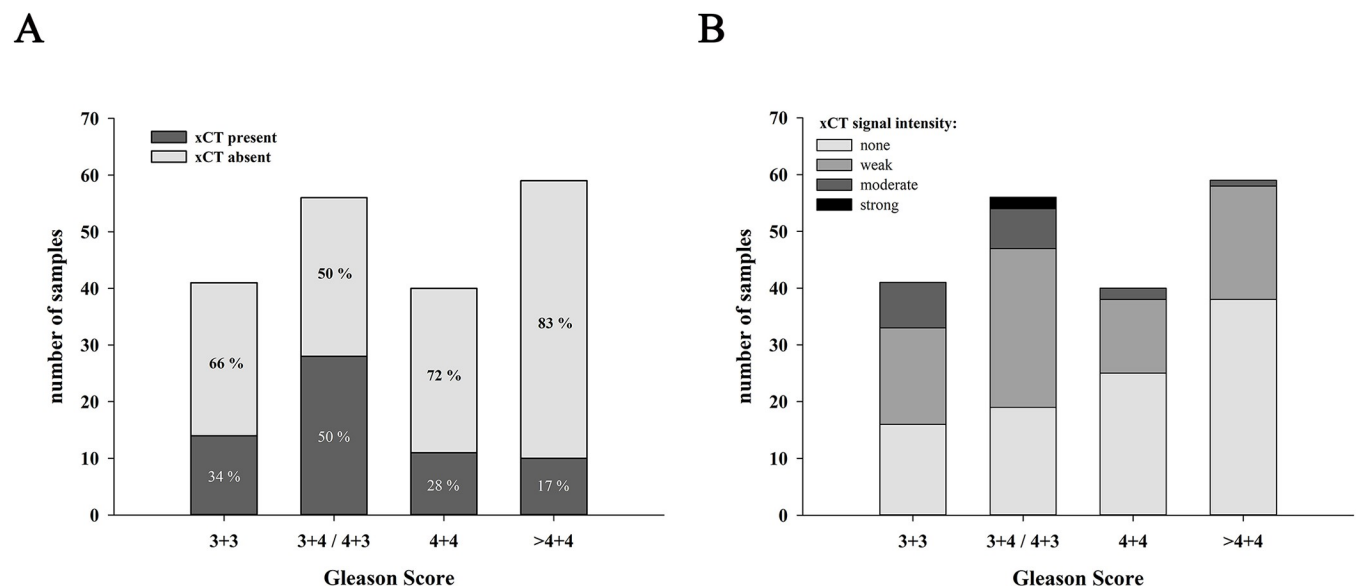 A
number of samples
70
60
50
40
30
20
10
0
xCT present
xCT absent
66 %
34 %
50 %
50 %
72 %
28 %
83 %
17 %
3+3
3+4 / 4+3
4+4
>4+4
Gleason Score
B
number of samples
70
60
50
40
30
20
10
0
xCT signal intensity:
none
weak
moderate
strong
3+3
3+4 / 4+3
4+4
>4+4
Gleason Score